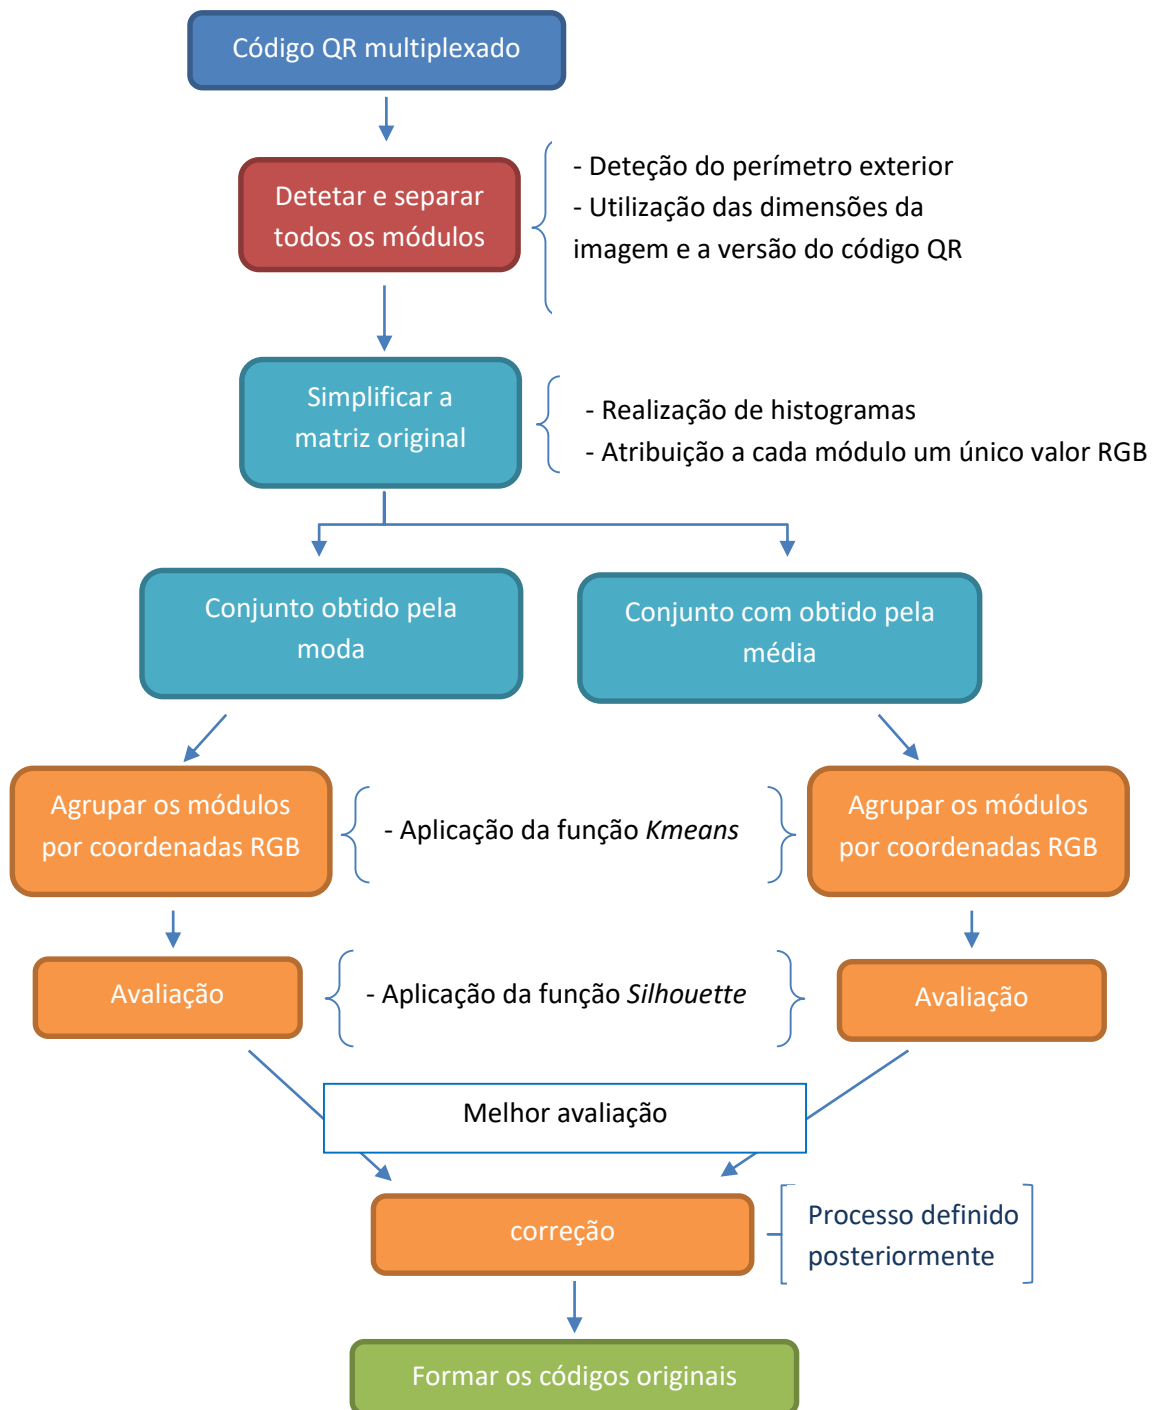 Código QR multiplexado
Detetar e separar
todos os módulos
- Deteção do perímetro exterior
- Utilização das dimensões da
imagem e a versão do código QR
Simplificar a
matriz original
- Realização de histogramas
- Atribuição a cada módulo um único valor RGB
Conjunto obtido pela
moda
Conjunto com obtido pela
média
Agrupar os módulos
por coordenadas RGB
- Aplicação da função Kmeans
Agrupar os módulos
por coordenadas RGB
Avaliação
- Aplicação da função Silhouette
Avaliação
Melhor avaliação
correção
Processo definido
posteriormente
Formar os códigos originais